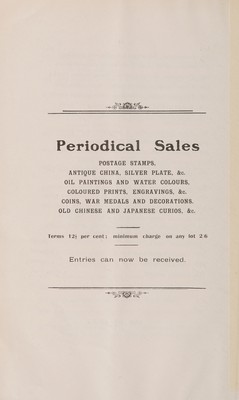 Periodical Sales
POSTAGE STAMPS,
ANTIQUE CHINA, SILVER PLATE, &c.
OIL PAINTINGS AND WATER COLOURS,
COLOURED PRINTS, ENGRAVINGS, &c.
COINS, WAR MEDALS AND DECORATIONS,
OLD CHINESE AND JAPANESE CURIOS, &c.
Terms 12½ per cent; minimum charge on any lot 2/6
Entries can now be received.